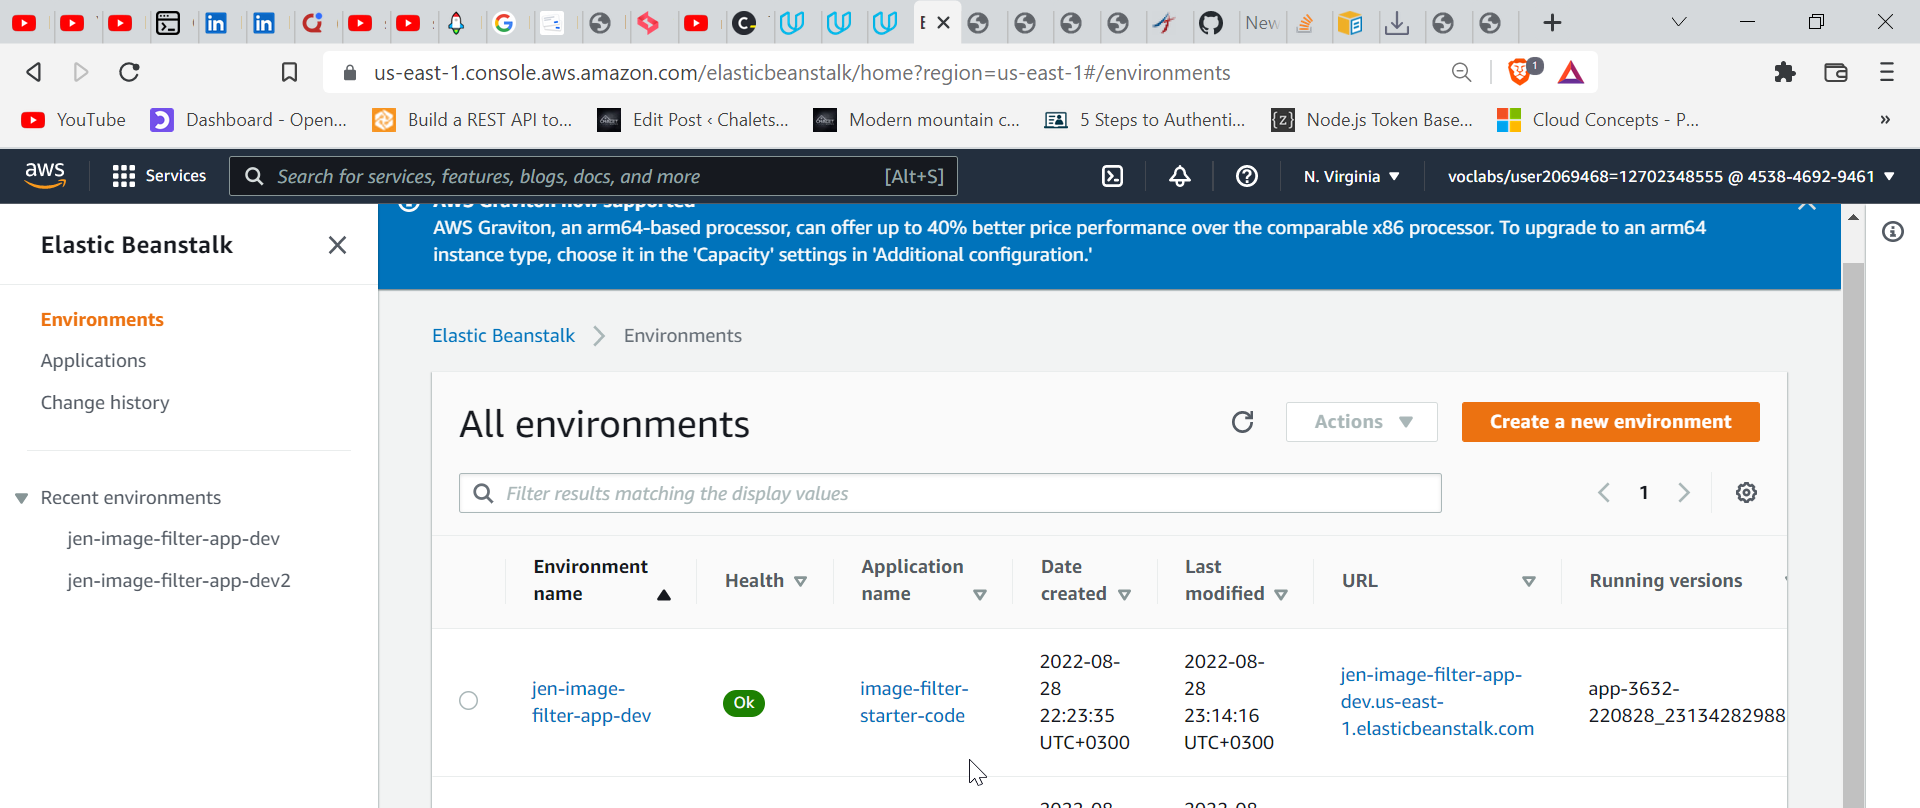 New
us-east-1.console.aws.amazon.com/elasticbeanstalk/home?region=us-east-1#/environments
1
YouTube
Dashboard - Open...
Build a REST API to...
Edit Post ‹ Chalets...
Modern mountain c...
5 Steps to Authenti...
{z}
Node.js Token Base...
Cloud Concepts - P...
»
aws
Services
Search for services, features, blogs, docs, and more
[Alt+S]
N. Virginia
voclabs/user2069468=12702348555 @ 4538-4692-9461
Elastic Beanstalk
Environments
Applications
Change history
Recent environments
jen-image-filter-app-dev
jen-image-filter-app-dev2
AWS Graviton now supported
AWS Graviton, an arm64-based processor, can offer up to 40% better price performance over the comparable x86 processor. To upgrade to an arm64
instance type, choose it in the 'Capacity' settings in 'Additional configuration.'
Elastic Beanstalk
Environments
All environments
Actions
Create a new environment
Filter results matching the display values
1
Environment
name
Health
Application
name
Date
created
Last
modified
URL
Running versions
jen-image-
filter-app-dev
Ok
image-filter-
starter-code
2022-08-
28
22:23:35
UTC+0300
2022-08-
28
23:14:16
UTC+0300
jen-image-filter-app-
dev.us-east-
1.elasticbeanstalk.com
app-3632-
220828_23134282988
2022-08-
2022-08-